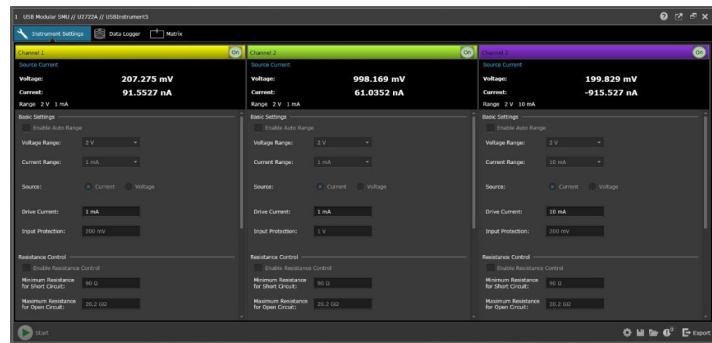 1 USB Modular SMU // U2722A // USBInstrument5
Instrument Settings Data Logger Matrix
Channel 1 On
Source Current
Voltage: 207.275 mV
Current: 91.5527 nA
Range 2 V 1 mA
Basic Settings
Enable Auto Range
Voltage Range: 2 V
Current Range: 1 mA
Source: Current Voltage
Drive Current: 1 mA
Input Protection: 200 mV
Resistance Control
Enable Resistance Control
Minimum Resistance
for Short Circuit: 90 Ω
Maximum Resistance
for Open Circuit: 20.2 GΩ
Channel 2 On
Source Current
Voltage: 998.169 mV
Current: 61.0352 nA
Range 2 V 1 mA
Basic Settings
Enable Auto Range
Voltage Range: 2 V
Current Range: 1 mA
Source: Current Voltage
Drive Current: 1 mA
Input Protection: 1 V
Resistance Control
Enable Resistance Control
Minimum Resistance
for Short Circuit: 90 Ω
Maximum Resistance
for Open Circuit: 20.2 GΩ
Channel 3 On
Source Current
Voltage: 199.829 mV
Current: -915.527 nA
Range 2 V 10 mA
Basic Settings
Enable Auto Range
Voltage Range: 2 V
Current Range: 10 mA
Source: Current Voltage
Drive Current: 10 mA
Input Protection: 200 mV
Resistance Control
Enable Resistance Control
Minimum Resistance
for Short Circuit: 90 Ω
Maximum Resistance
for Open Circuit: 20.2 GΩ
Start Export